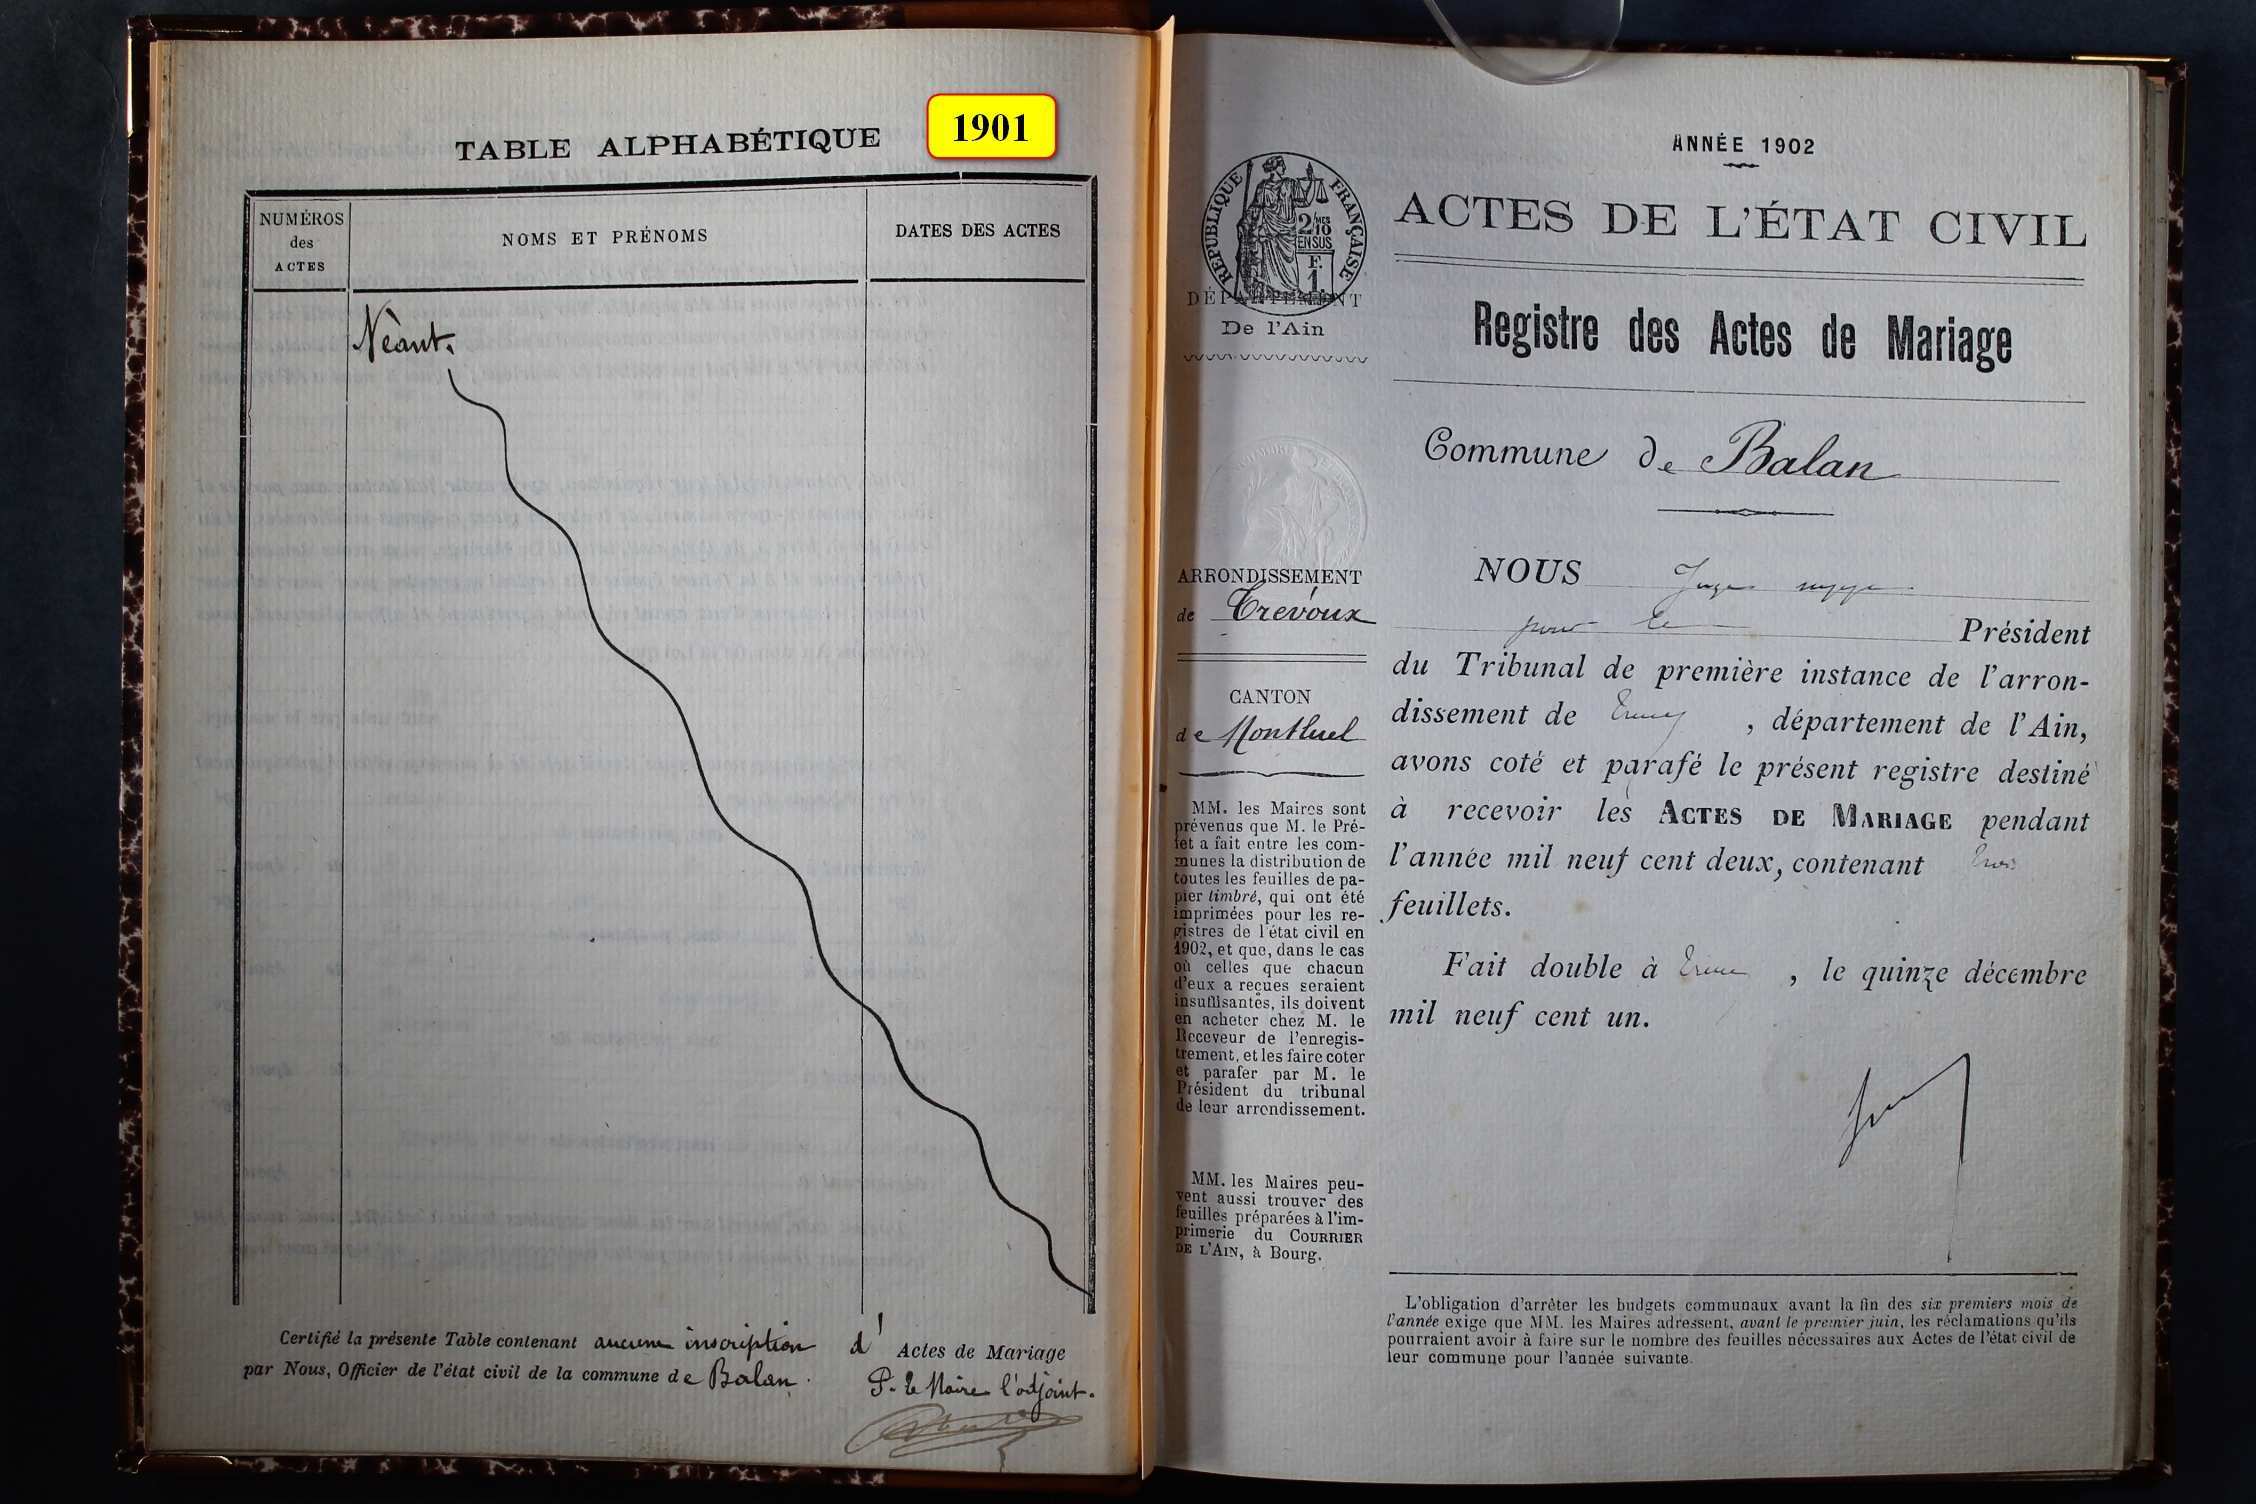 TABLE ALPHABÉTIQUE
1901
NUMÉROS
des
ACTES
NOMS ET PRÉNOMS
DATES DES ACTES
Nèant.
Certifié la présente Table contenant aucune inscription d' Actes de Mariage
par Nous, Officier de l'état civil de la commune de Balan.
P. le Maire l'adjoint.
ANNÉE 1902
RÉPUBLIQUE FRANÇAISE
2/10 MES
EN SUS
F.
1.
ACTES DE L'ÉTAT CIVIL
DÉPARTEMENT
De l'Ain
Registre des Actes de Mariage
Commune de Balan
ARRONDISSEMENT
de Trévoux
CANTON
de Montluel
MM. les Maires sont
prévenus que M. le Pré-
fet a fait entre les com-
munes la distribution de
toutes les feuilles de pa-
pier timbré, qui ont été
imprimées pour les re-
gistres de l'état civil en
1902, et que, dans le cas
où celles que chacun
d'eux a reçues seraient
insuffisantes, ils doivent
en acheter chez M. le
Receveur de l'enregis-
trement, et les faire coter
et parafer par M. le
Président du tribunal
de leur arrondissement.
MM. les Maires peu-
vent aussi trouver des
feuilles préparées à l'im-
primerie du COURRIER
DE L'AIN, à Bourg.
NOUS Juge
pour le Président
du Tribunal de première instance de l'arron-
dissement de , département de l'Ain,
avons coté et parafé le présent registre destiné
à recevoir les ACTES DE MARIAGE pendant
l'année mil neuf cent deux, contenant trois
feuillets.
Fait double à , le quinze décembre
mil neuf cent un.
L'obligation d'arrêter les budgets communaux avant la fin des six premiers mois de
l'année exige que MM. les Maires adressent, avant le premier juin, les réclamations qu'ils
pourraient avoir à faire sur le nombre des feuilles nécessaires aux Actes de l'état civil de
leur commune pour l'année suivante.